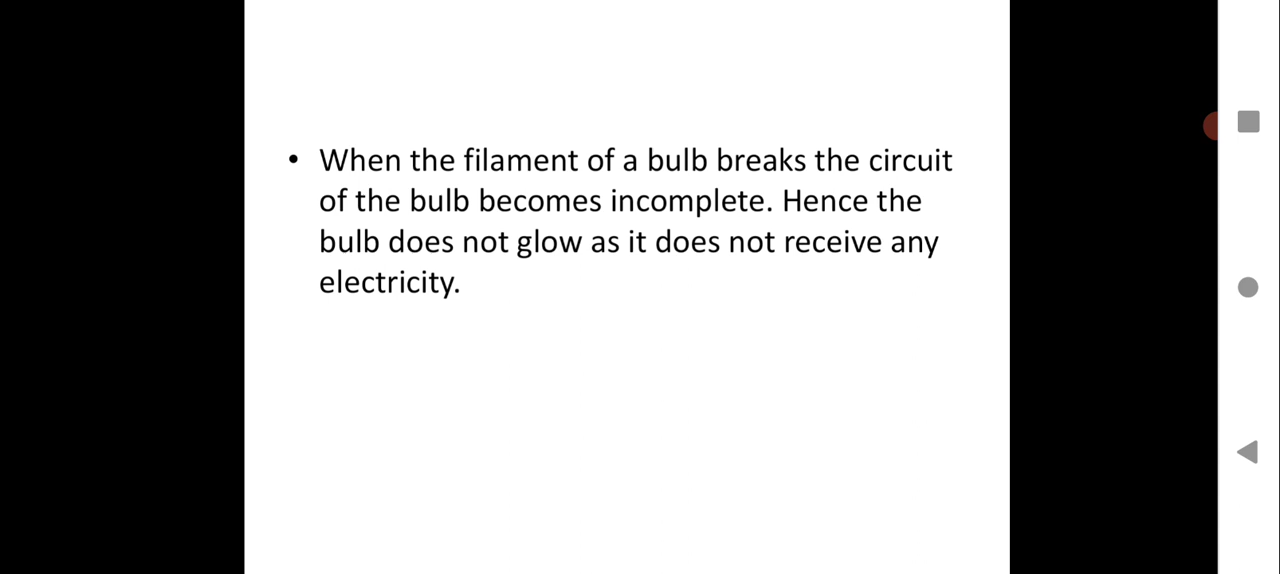 • When the filament of a bulb breaks the circuit
of the bulb becomes incomplete. Hence the
bulb does not glow as it does not receive any
electricity.